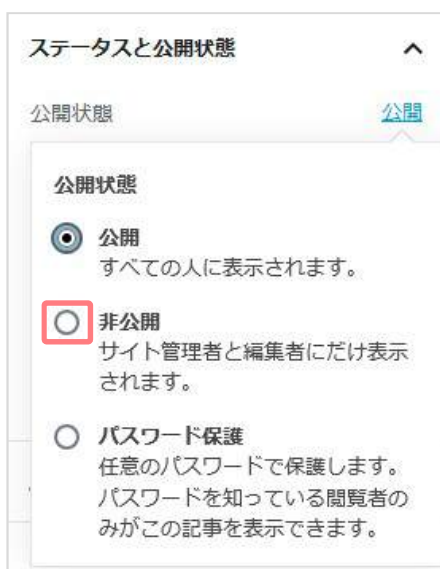 ステータスと公開状態
公開状態 公開
公開状態
公開
すべての人に表示されます。
非公開
サイト管理者と編集者にだけ表示
されます。
パスワード保護
任意のパスワードで保護します。
パスワードを知っている閲覧者の
みがこの記事を表示できます。